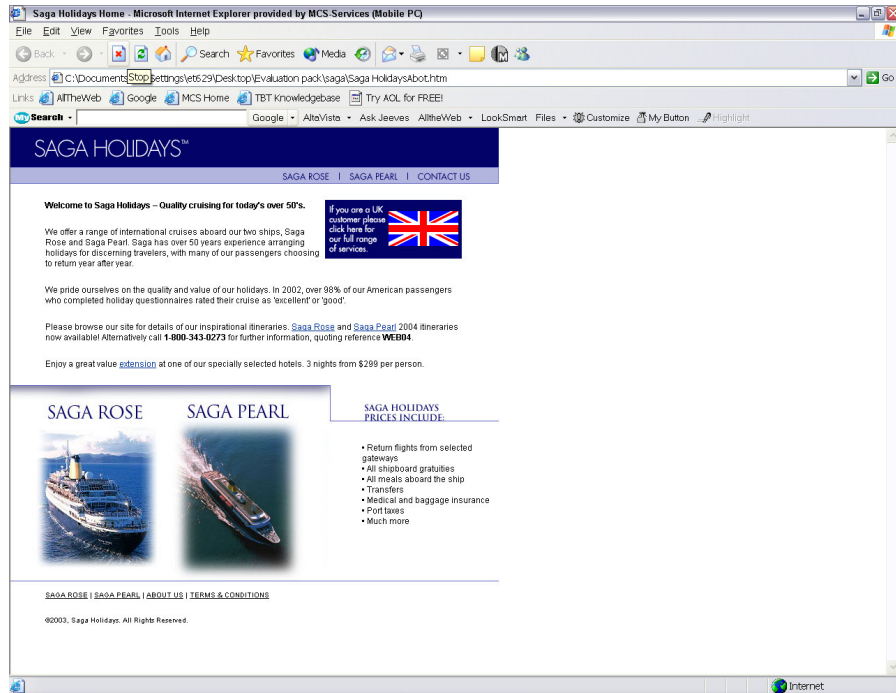 Saga Holidays Home - Microsoft Internet Explorer provided by MCS-Services (Mobile PC)
File Edit View Favorites Tools Help
Back Search Favorites Media
Address C:\Documents Settings\et629\Desktop\Evaluation pack\saga\Saga HolidaysAbot.htm Go
Stop
Links AllTheWeb Google MCS Home TBT Knowledgebase Try AOL for FREE!
My Search Google AltaVista Ask Jeeves AlltheWeb LookSmart Files Customize My Button Highlight
SAGA HOLIDAYS™
SAGA ROSE | SAGA PEARL | CONTACT US
Welcome to Saga Holidays – Quality cruising for today's over 50's.
If you are a UK
customer please
click here for
our full range
of services.
We offer a range of international cruises aboard our two ships, Saga
Rose and Saga Pearl. Saga has over 50 years experience arranging
holidays for discerning travelers, with many of our passengers choosing
to return year after year.
We pride ourselves on the quality and value of our holidays. In 2002, over 98% of our American passengers
who completed holiday questionnaires rated their cruise as 'excellent' or 'good'.
Please browse our site for details of our inspirational itineraries. Saga Rose and Saga Pearl 2004 itineraries
now available! Alternatively call 1-800-343-0273 for further information, quoting reference WEB04.
Enjoy a great value extension at one of our specially selected hotels. 3 nights from $299 per person.
SAGA ROSE
SAGA PEARL
SAGA HOLIDAYS
PRICES INCLUDE:
• Return flights from selected
gateways
• All shipboard gratuities
• All meals aboard the ship
• Transfers
• Medical and baggage insurance
• Port taxes
• Much more
SAGA ROSE | SAGA PEARL | ABOUT US | TERMS & CONDITIONS
©2003, Saga Holidays. All Rights Reserved.
Internet